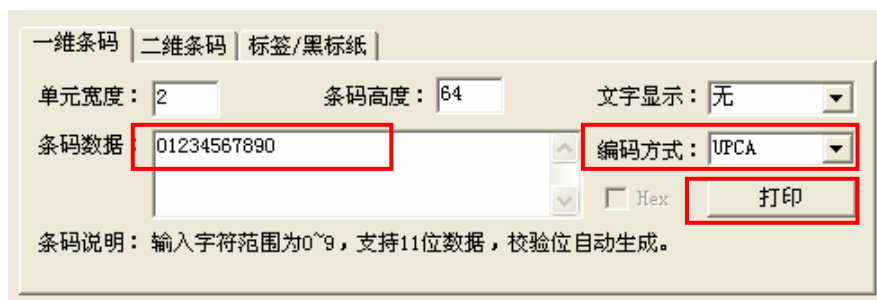 一维条码 二维条码 标签/黑标纸
单元宽度： 2 条码高度： 64 文字显示： 无
条码数据： 01234567890 编码方式： UPCA
Hex 打印
条码说明： 输入字符范围为0~9，支持11位数据，校验位自动生成。